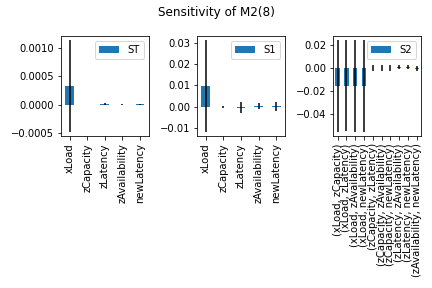 Sensitivity of M2(8)
ST
0.0010
0.0005
0.0000
−0.0005
xLoad
zCapacity
zLatency
zAvailability
newLatency
S1
0.03
0.02
0.01
0.00
−0.01
xLoad
zCapacity
zLatency
zAvailability
newLatency
S2
0.02
0.00
−0.02
−0.04
(xLoad, zCapacity)
(xLoad, zLatency)
(xLoad, zAvailability)
(xLoad, newLatency)
(zCapacity, zLatency)
(zCapacity, zAvailability)
(zCapacity, newLatency)
(zLatency, zAvailability)
(zLatency, newLatency)
(zAvailability, newLatency)